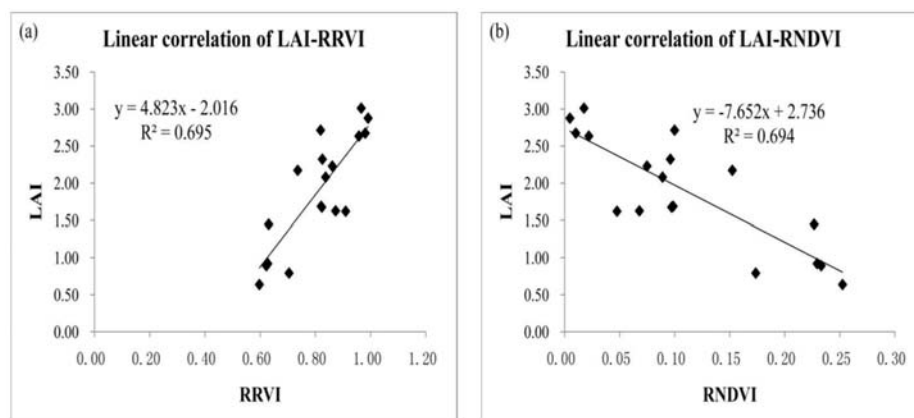 (a)
Linear correlation of LAI-RRVI
3.50
3.00
2.50
2.00
1.50
1.00
0.50
0.00
LAI
y = 4.823x - 2.016
R² = 0.695
0.00 0.20 0.40 0.60 0.80 1.00 1.20
RRVI
(b)
Linear correlation of LAI-RNDVI
3.50
3.00
2.50
2.00
1.50
1.00
0.50
0.00
LAI
y = -7.652x + 2.736
R² = 0.694
0.00 0.05 0.10 0.15 0.20 0.25 0.30
RNDVI